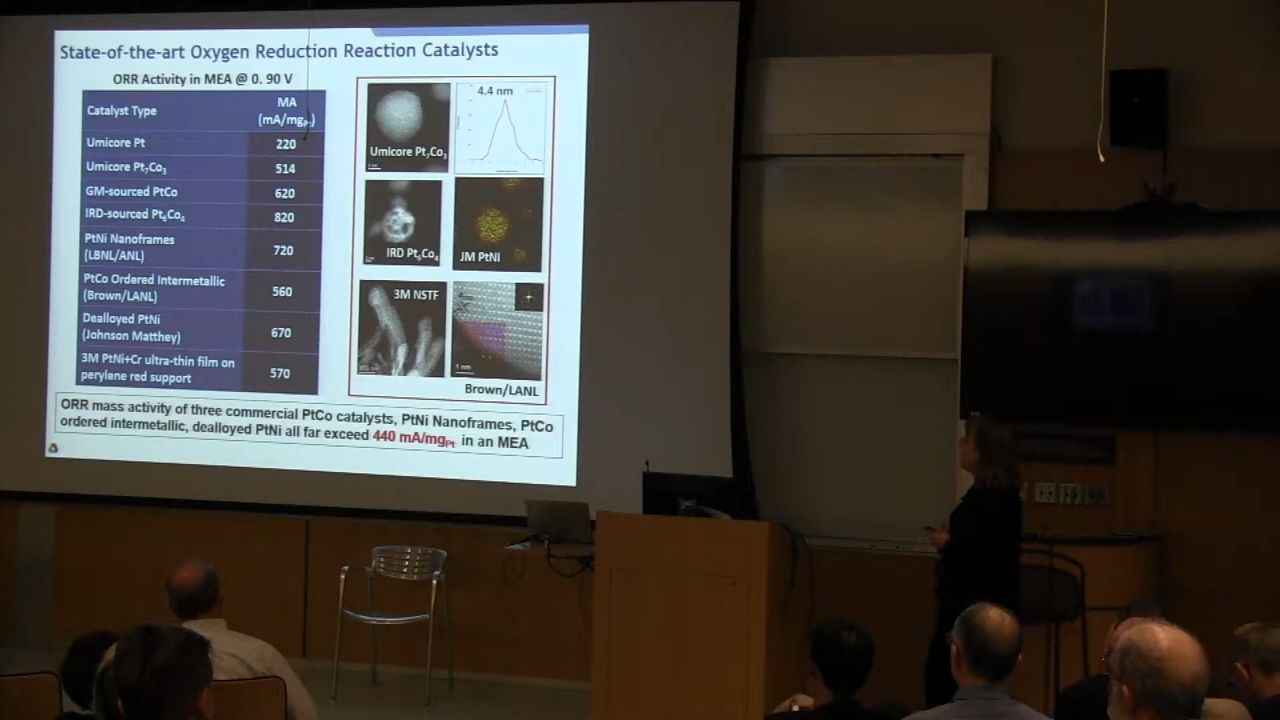 State-of-the-art Oxygen Reduction Reaction Catalysts
ORR Activity in MEA @ 0. 90 V
Catalyst Type
MA
(mA/mgPt)
Umicore Pt
220
Umicore Pt7Co3
514
GM-sourced PtCo
620
IRD-sourced Pt6Co4
820
PtNi Nanoframes
(LBNL/ANL)
720
PtCo Ordered Intermetallic
(Brown/LANL)
560
Dealloyed PtNi
(Johnson Matthey)
670
3M PtNi+Cr ultra-thin film on
perylene red support
570
4.4 nm
Umicore Pt7Co3
IRD Pt6Co4
JM PtNi
3M NSTF
1 nm
Brown/LANL
ORR mass activity of three commercial PtCo catalysts, PtNi Nanoframes, PtCo
ordered intermetallic, dealloyed PtNi all far exceed 440 mA/mgPt in an MEA